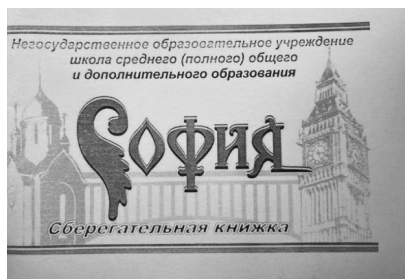 Негосударственное образовательное учреждение
школа среднего (полного) общего
и дополнительного образования
София
Сберегательная книжка